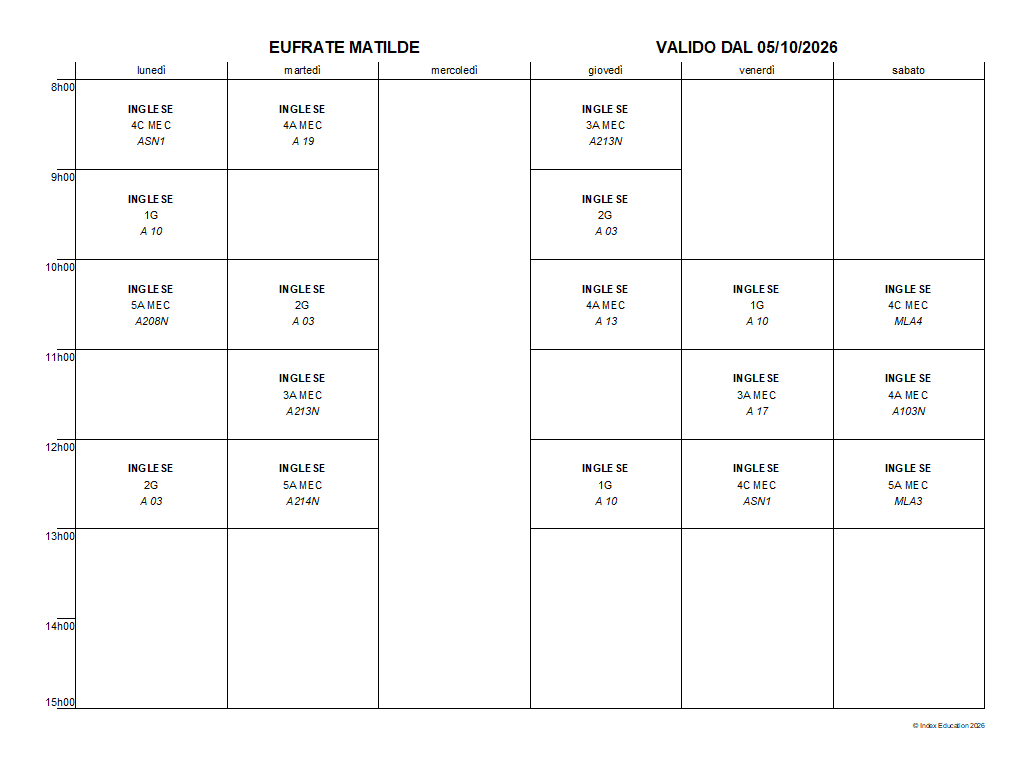 EUFRATE MATILDE
VALIDO DAL 05/10/2026
lunedì martedì mercoledì giovedì venerdì sabato
8h00
INGLESE INGLESE INGLESE
4C MEC 4A MEC 3A MEC
ASN1 A 19 A213N
9h00
INGLESE INGLESE
1G 2G
A 10 A 03
10h00
INGLESE INGLESE INGLESE INGLESE INGLESE
5A MEC 2G 4A MEC 1G 4C MEC
A208N A 03 A 13 A 10 MLA4
11h00
INGLESE INGLESE INGLESE
3A MEC 3A MEC 4A MEC
A213N A 17 A103N
12h00
INGLESE INGLESE INGLESE INGLESE INGLESE
2G 5A MEC 1G 4C MEC 5A MEC
A 03 A214N A 10 ASN1 MLA3
13h00
14h00
15h00
© Index Education 2026